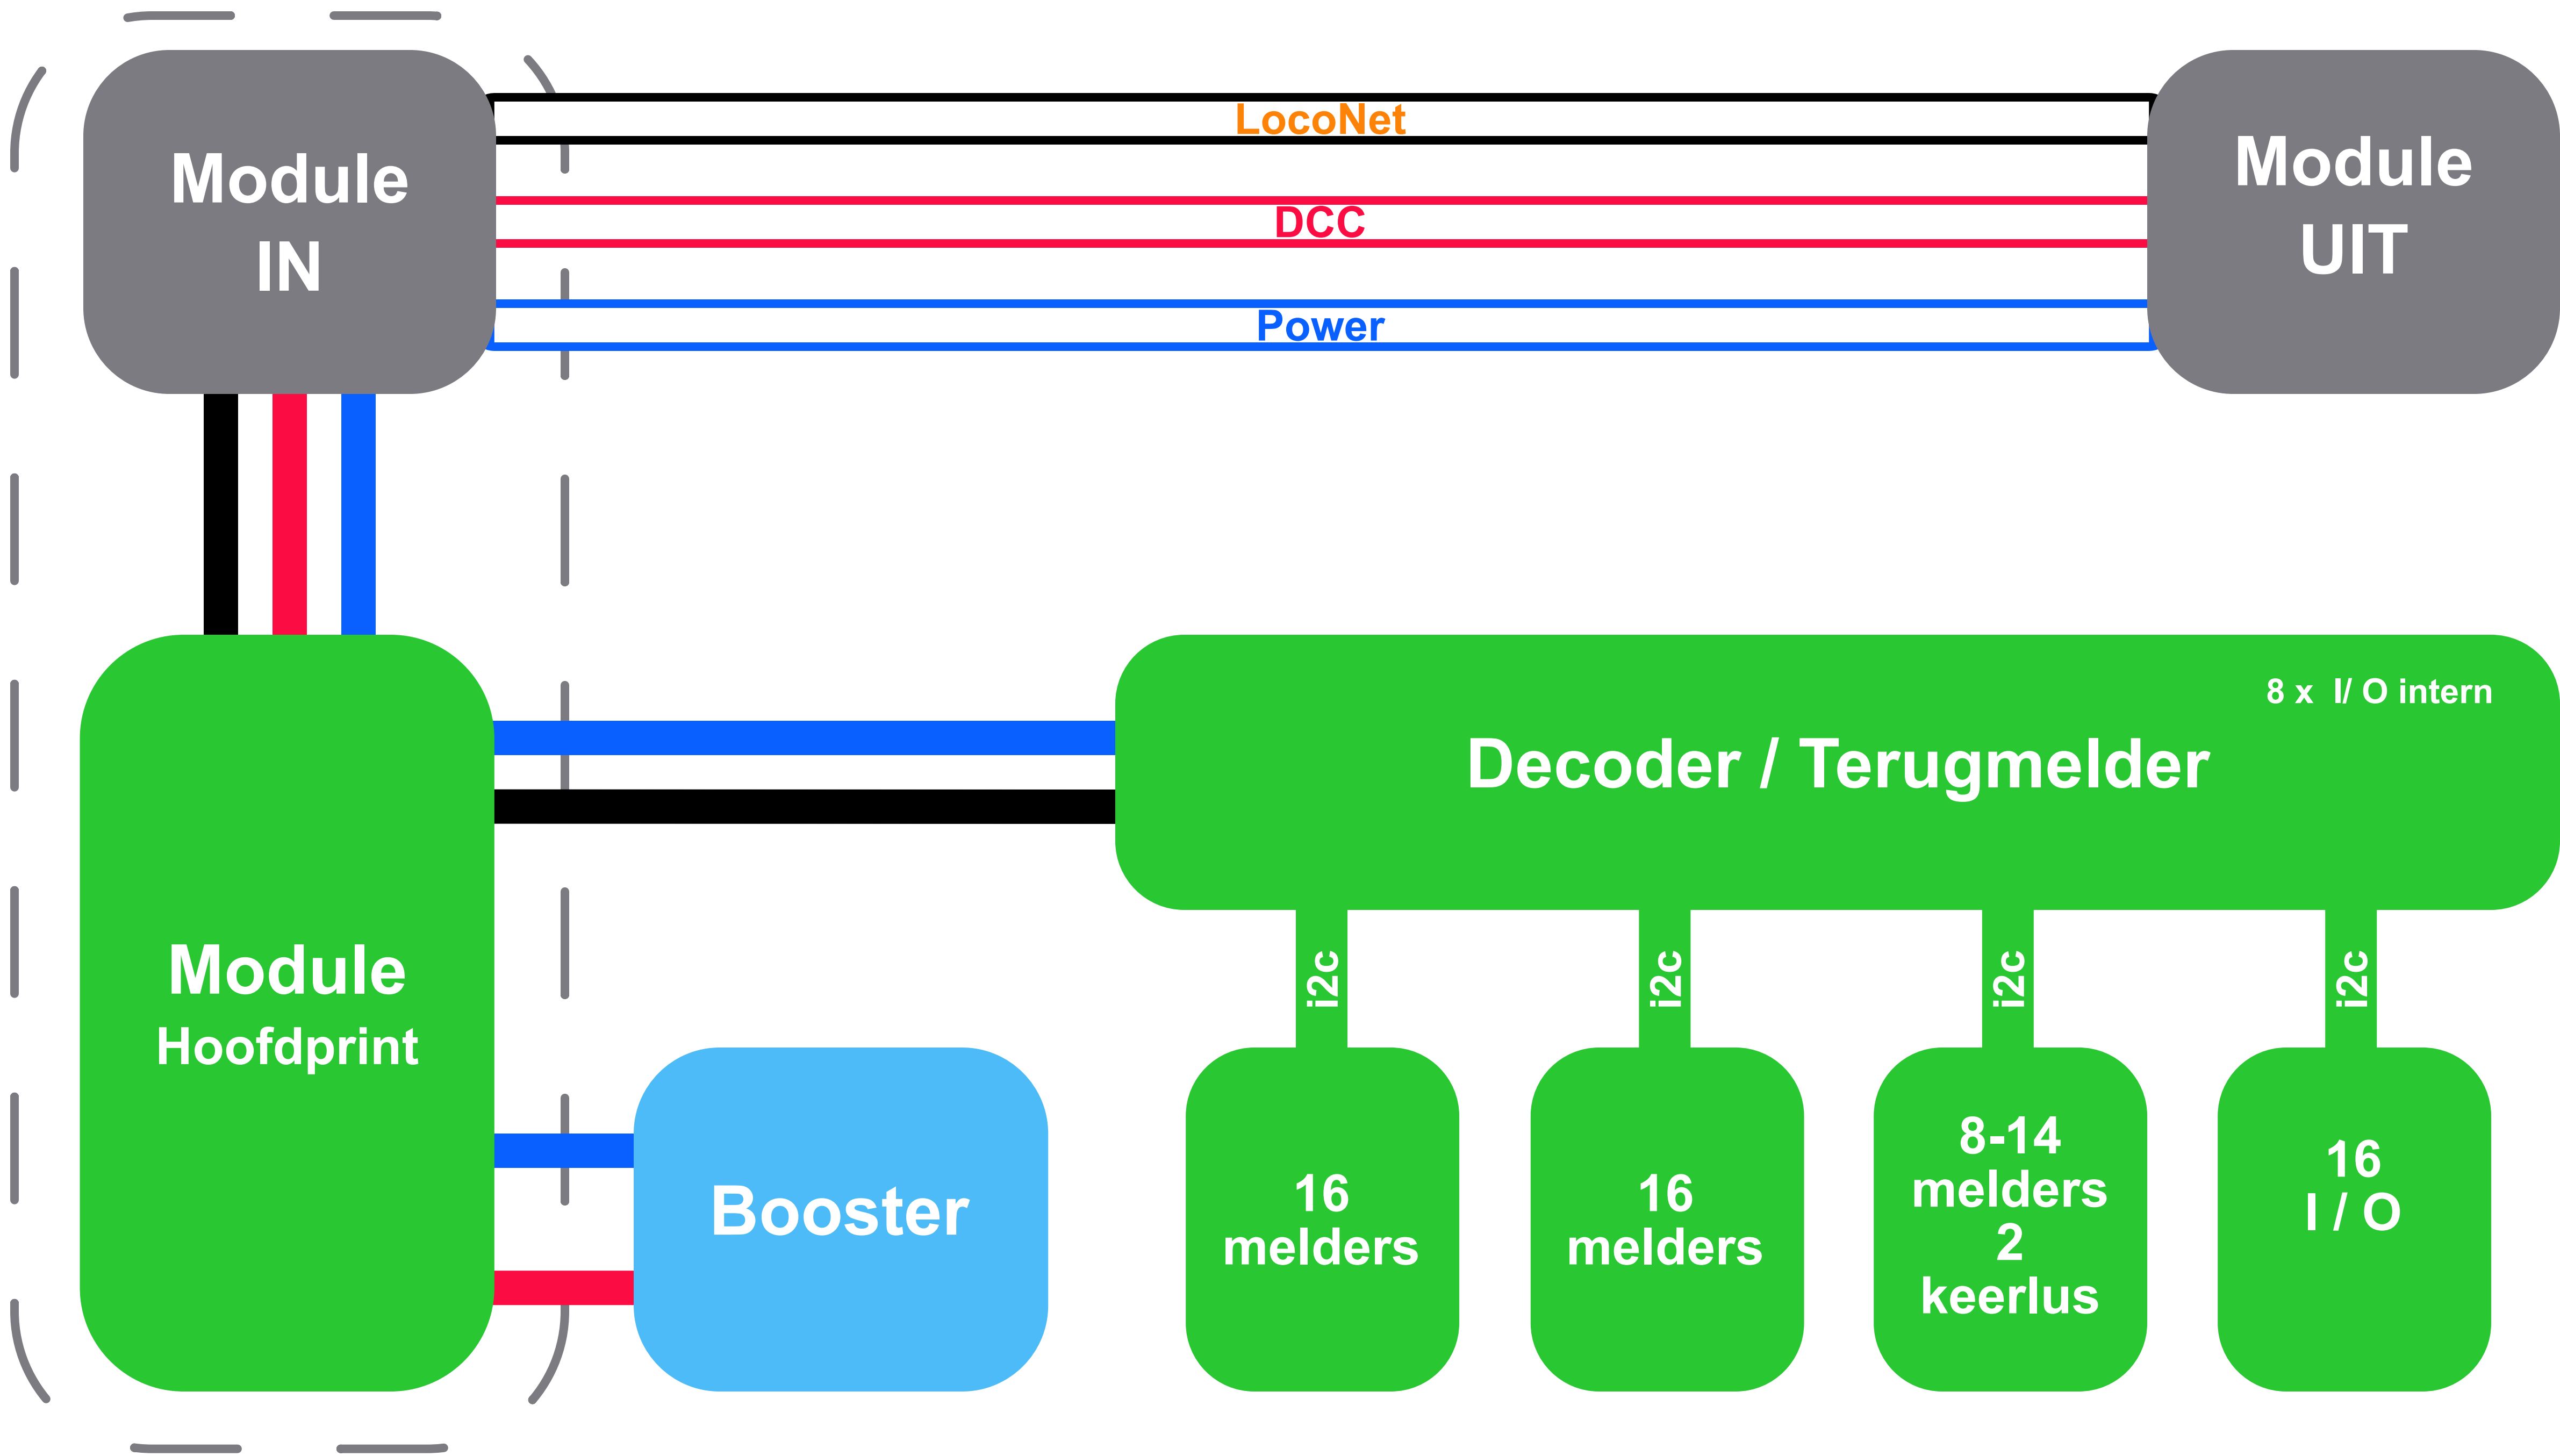 Module
IN
LocoNet
DCC
Power
Module
UIT
8 x  I/ O intern
Decoder / Terugmelder
i2c
i2c
i2c
i2c
Module
Hoofdprint
Booster
16
melders
16
melders
8-14
melders
2
keerlus
16
I / O